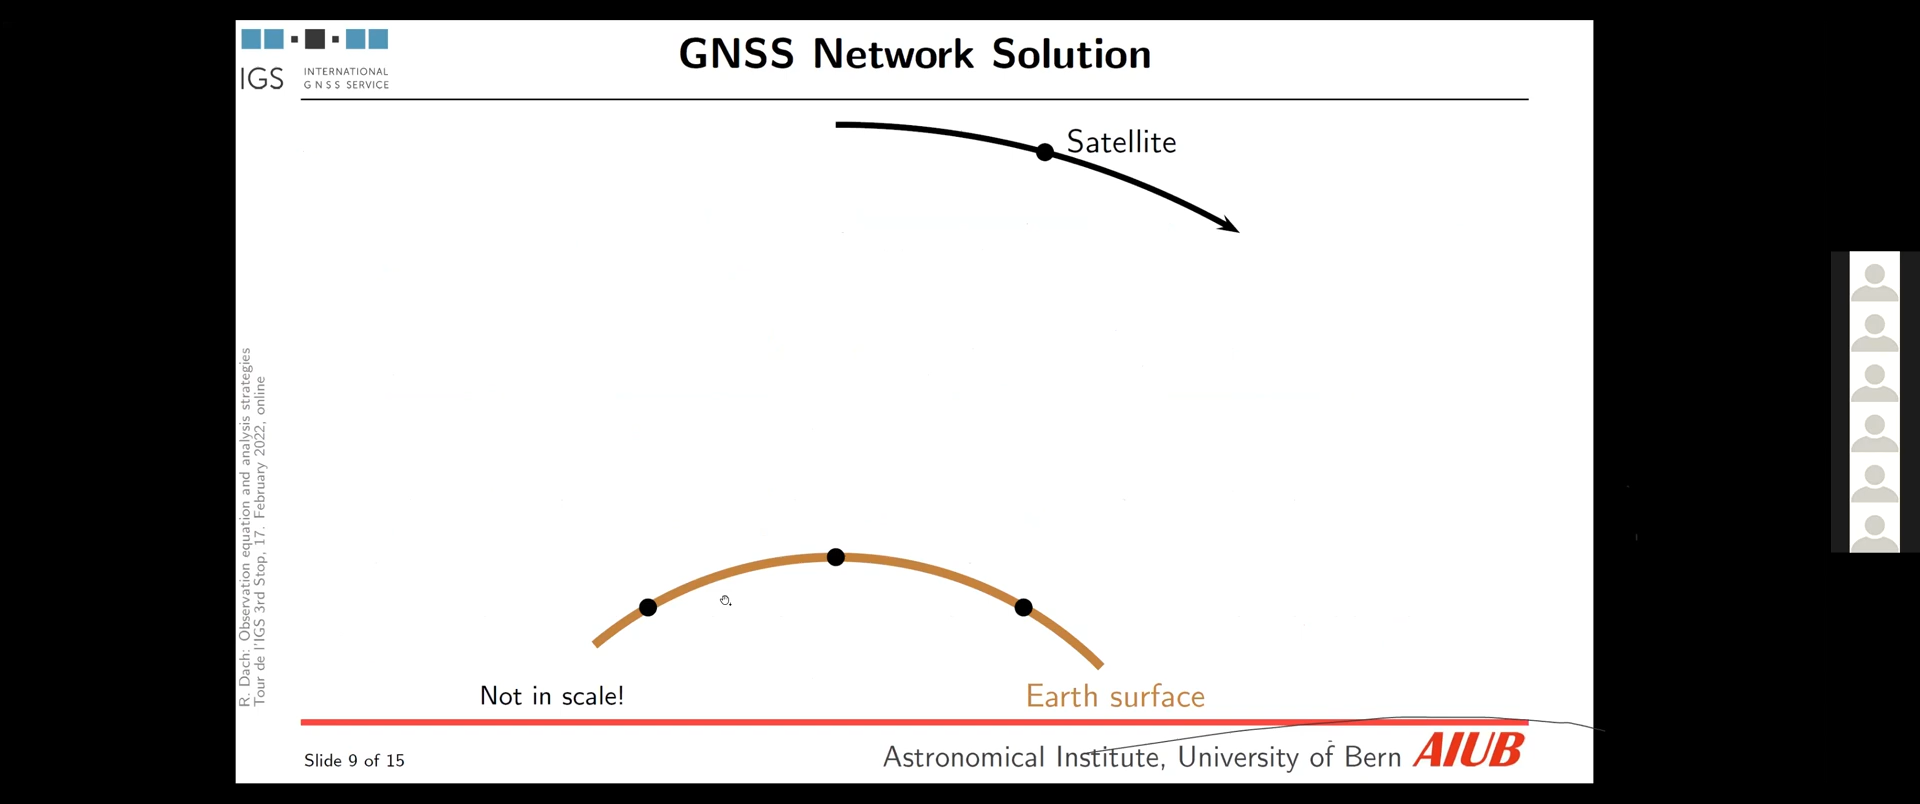 GNSS Network Solution
IGS
INTERNATIONAL
GNSS SERVICE
Satellite
R. Dach: Observation equation and analysis strategies
Tour de l'IGS 3rd Stop, 17. February 2022, online
Not in scale!
Earth surface
Slide 9 of 15
Astronomical Institute, University of Bern
AIUB